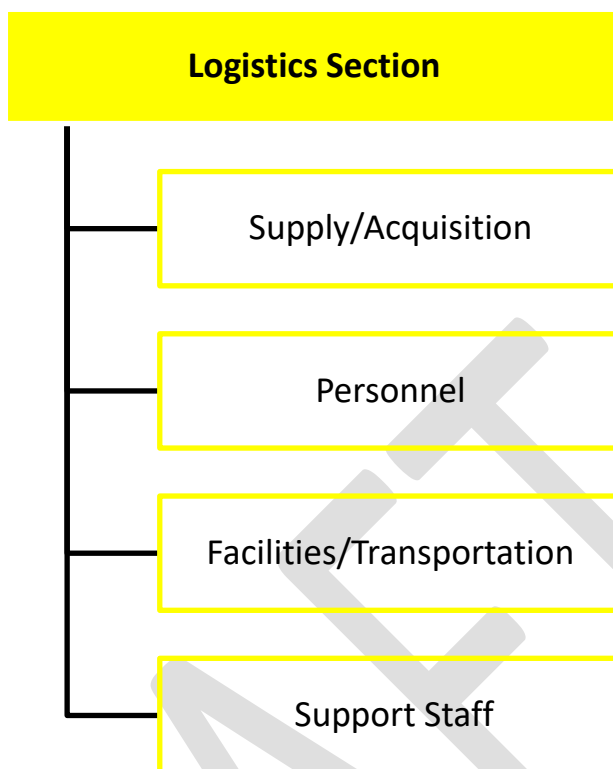 Logistics Section
Supply/Acquisition
Personnel
Facilities/Transportation
Support Staff